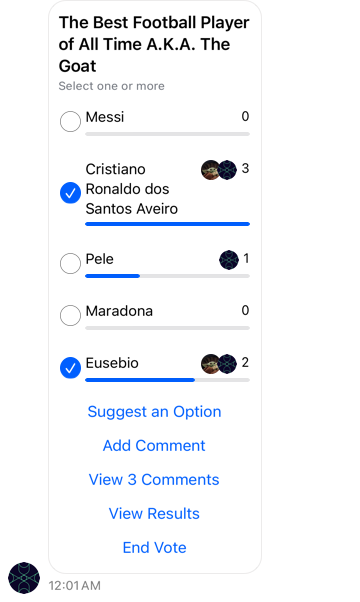 The Best Football Player
of All Time A.K.A. The
Goat
Select one or more
Messi 0
Cristiano 3
Ronaldo dos
Santos Aveiro
Pele 1
Maradona 0
Eusebio 2
Suggest an Option
Add Comment
View 3 Comments
View Results
End Vote
12:01 AM